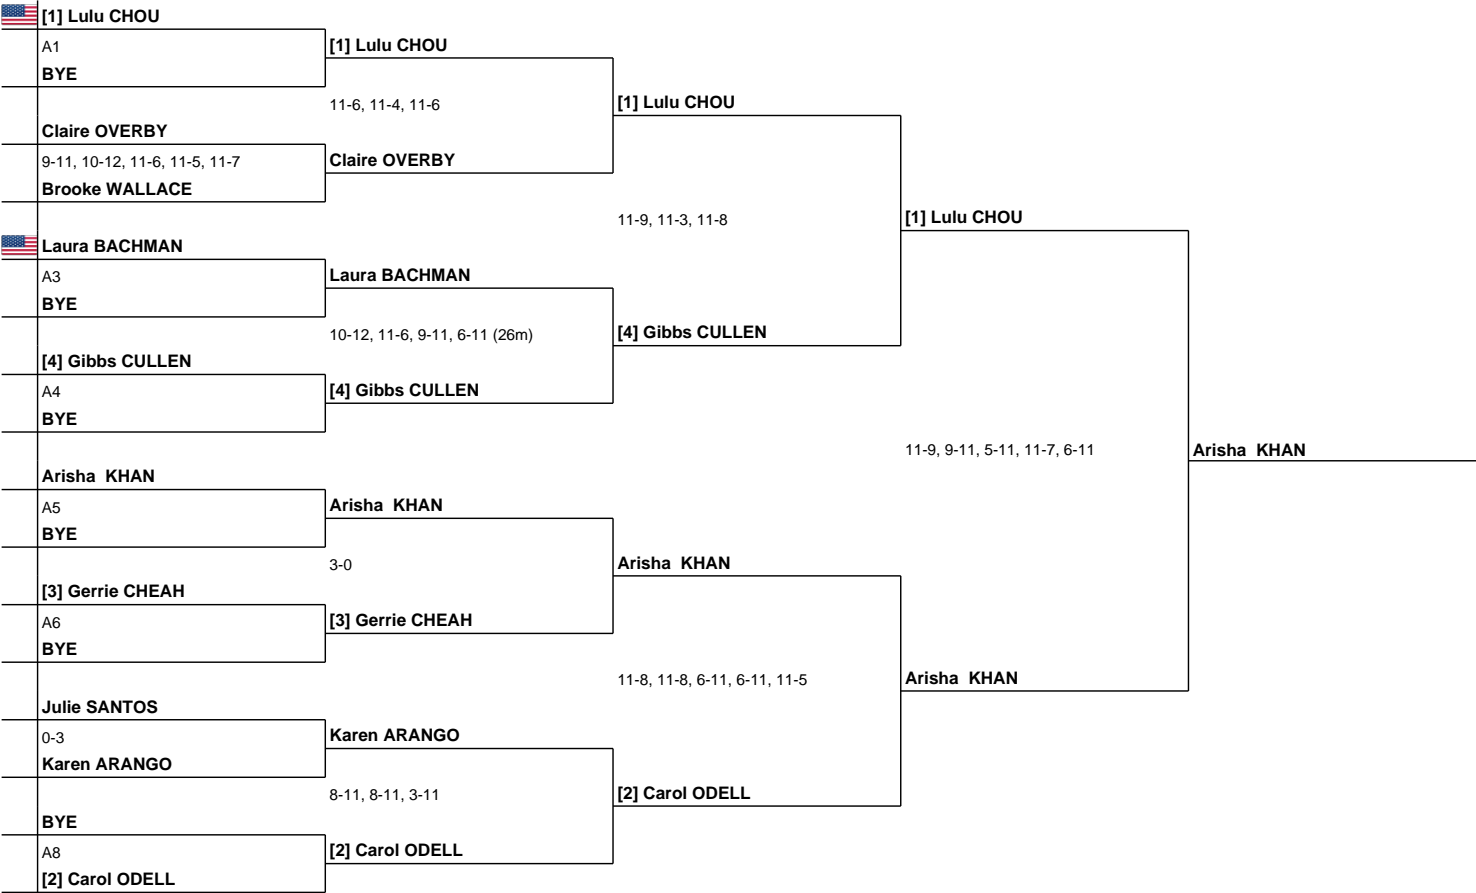 [1] Lulu CHOU
A1
BYE
Claire OVERBY
9-11, 10-12, 11-6, 11-5, 11-7
Brooke WALLACE
Laura BACHMAN
A3
BYE
[4] Gibbs CULLEN
A4
BYE
Arisha  KHAN
A5
BYE
[3] Gerrie CHEAH
A6
BYE
Julie SANTOS
0-3
Karen ARANGO
BYE
A8
[2] Carol ODELL
[1] Lulu CHOU
11-6, 11-4, 11-6
Claire OVERBY
Laura BACHMAN
10-12, 11-6, 9-11, 6-11 (26m)
[4] Gibbs CULLEN
Arisha  KHAN
3-0
[3] Gerrie CHEAH
Karen ARANGO
8-11, 8-11, 3-11
[2] Carol ODELL
[1] Lulu CHOU
11-9, 11-3, 11-8
[4] Gibbs CULLEN
Arisha  KHAN
11-8, 11-8, 6-11, 6-11, 11-5
[2] Carol ODELL
[1] Lulu CHOU
11-9, 9-11, 5-11, 11-7, 6-11
Arisha  KHAN
Arisha  KHAN